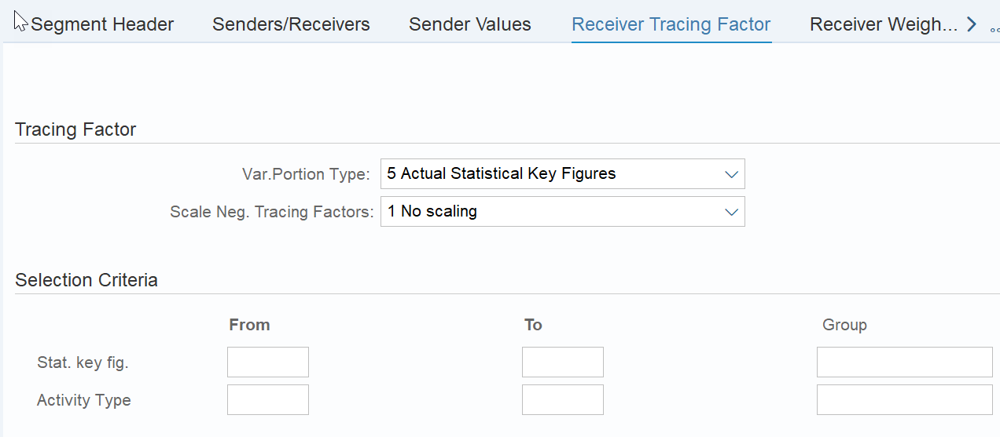 Segment Header Senders/Receivers Sender Values Receiver Tracing Factor Receiver Weigh...
Tracing Factor
Var.Portion Type: 5 Actual Statistical Key Figures
Scale Neg. Tracing Factors: 1 No scaling
Selection Criteria
From To Group
Stat. key fig.
Activity Type